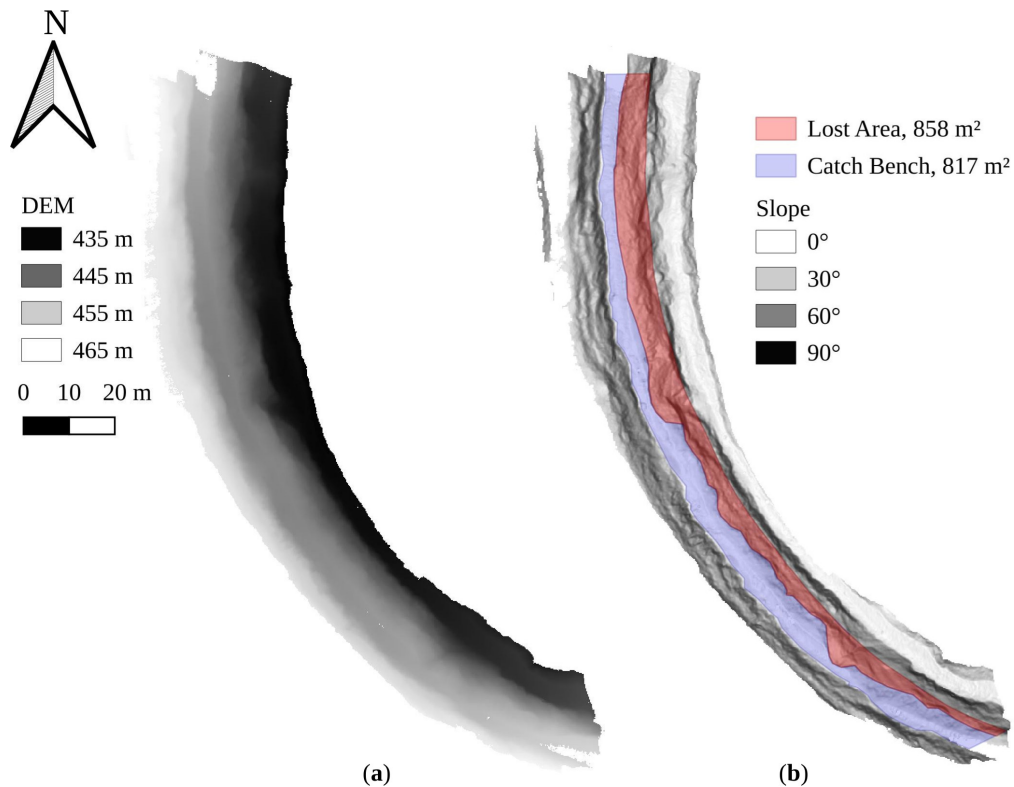 N
DEM
435 m
445 m
455 m
465 m
0 10 20 m
Lost Area, 858 m²
Catch Bench, 817 m²
Slope
0°
30°
60°
90°
(a)
(b)